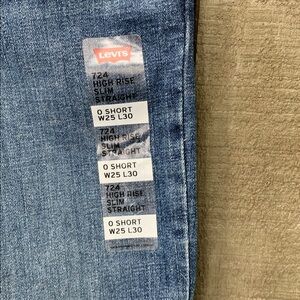 Levi's
724
HIGH RISE
SLIM
STRAIGHT
0 SHORT
W25 L30
724
HIGH RISE
SLIM
STRAIGHT
0 SHORT
W25 L30
724
HIGH RISE
SLIM
STRAIGHT
0 SHORT
W25 L30